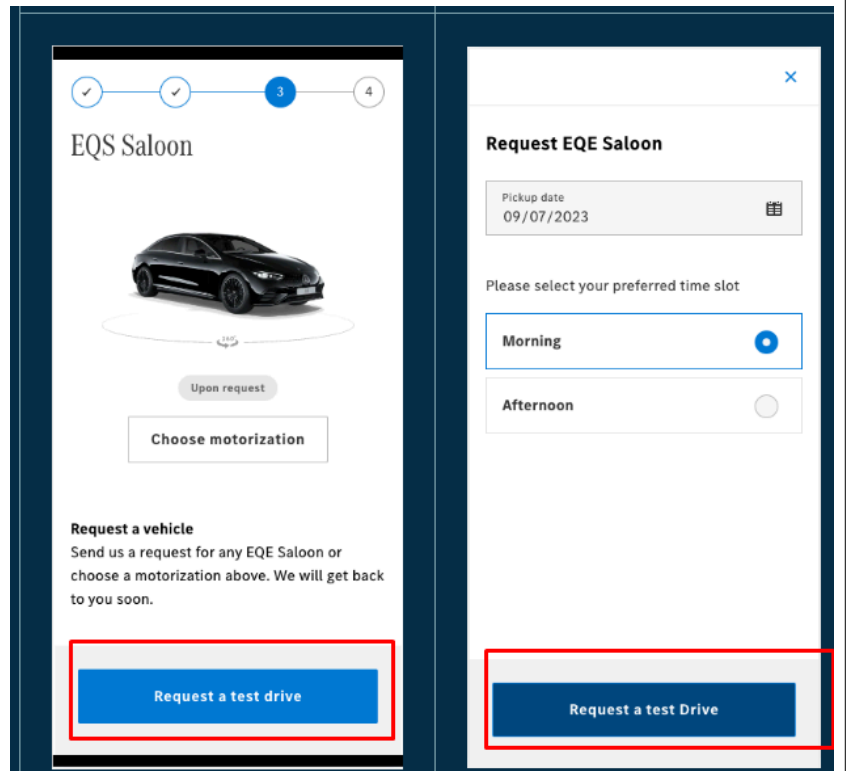 3
4
EQS Saloon
360°
Upon request
Choose motorization
Request a vehicle
Send us a request for any EQE Saloon or
choose a motorization above. We will get back
to you soon.
Request a test drive
Request EQE Saloon
Pickup date
09/07/2023
Please select your preferred time slot
Morning
Afternoon
Request a test Drive